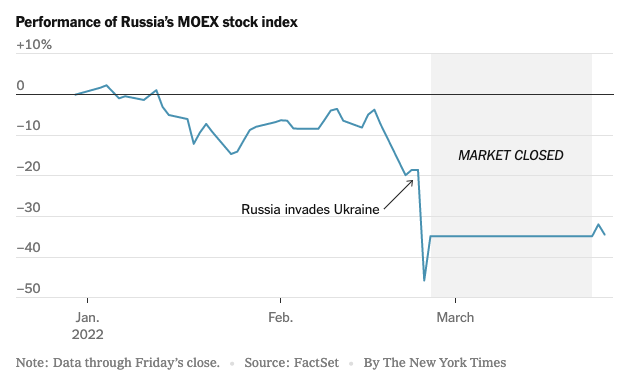 Performance of Russia's MOEX stock index
+10%
0
–10
–20
–30
–40
–50
MARKET CLOSED
Russia invades Ukraine
Jan.
2022
Feb.
March
Note: Data through Friday's close. • Source: FactSet • By The New York Times